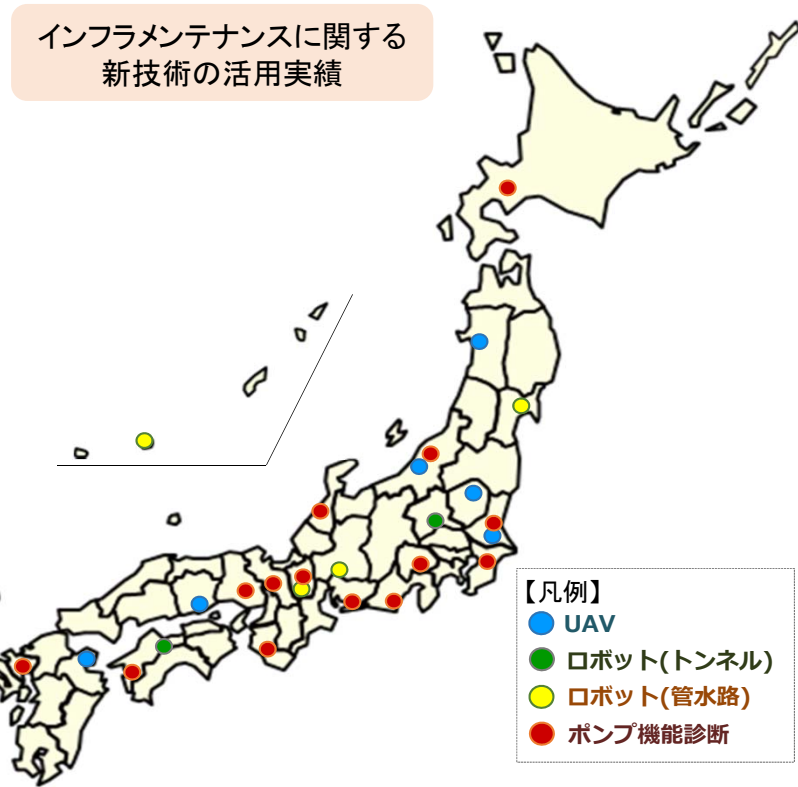 インフラメンテナンスに関する
新技術の活用実績
【凡例】
UAV
ロボット(トンネル)
ロボット(管水路)
ポンプ機能診断